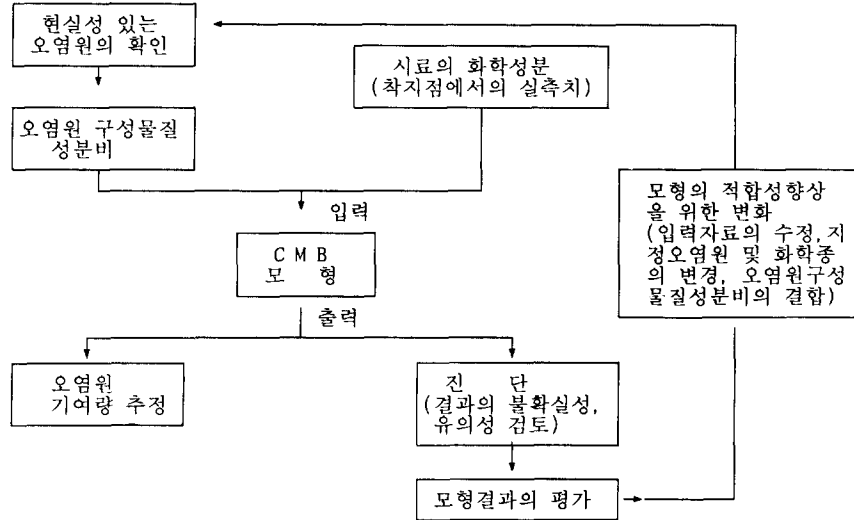 현실성 있는
오염원의 확인
시료의 화학성분
(착지점에서의 실측치)
오염원 구성물질
성분비
입력
C M B
모 형
출력
오염원
기여량 추정
진 단
(결과의 불확실성,
유의성 검토)
모형결과의 평가
모형의 적합성향상
을 위한 변화
(입력자료의 수정,지
정오염원 및 화학종
의 변경, 오염원구성
물질성분비의 결합)